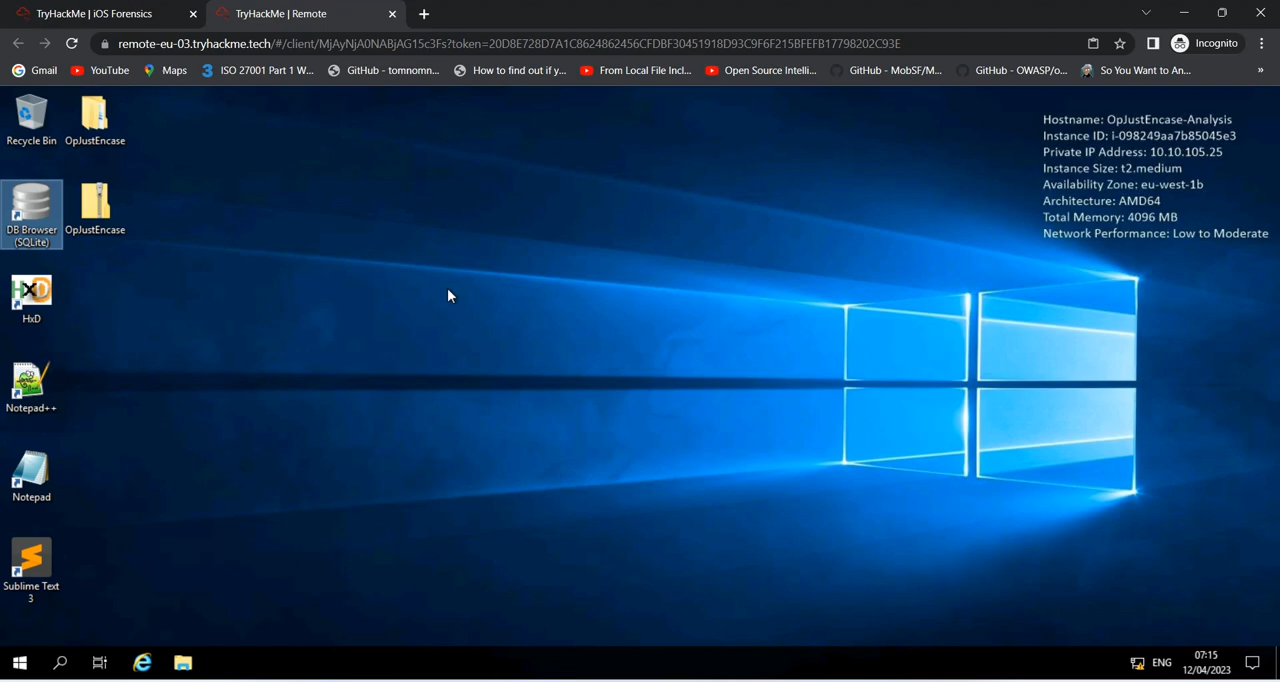 TryHackMe | iOS Forensics
TryHackMe | Remote
remote-eu-03.tryhackme.tech/#/client/MjAyNjA0NABjAG15c3Fs?token=20D8E728D7A1C8624862456CFDBF30451918D93C9F6F215BFEFB17798202C93E
Incognito
Gmail
YouTube
Maps
ISO 27001 Part 1 W...
GitHub - tomnomn...
How to find out if y...
From Local File Incl...
Open Source Intelli...
GitHub - MobSF/M...
GitHub - OWASP/o...
So You Want to An...
»
Recycle Bin
OpJustEncase
Hostname: OpJustEncase-Analysis
Instance ID: i-098249aa7b85045e3
Private IP Address: 10.10.105.25
Instance Size: t2.medium
Availability Zone: eu-west-1b
Architecture: AMD64
Total Memory: 4096 MB
Network Performance: Low to Moderate
DB Browser
(SQLite)
OpJustEncase
HxD
HxD
Notepad++
Notepad
Sublime Text
3
ENG
07:15
12/04/2023